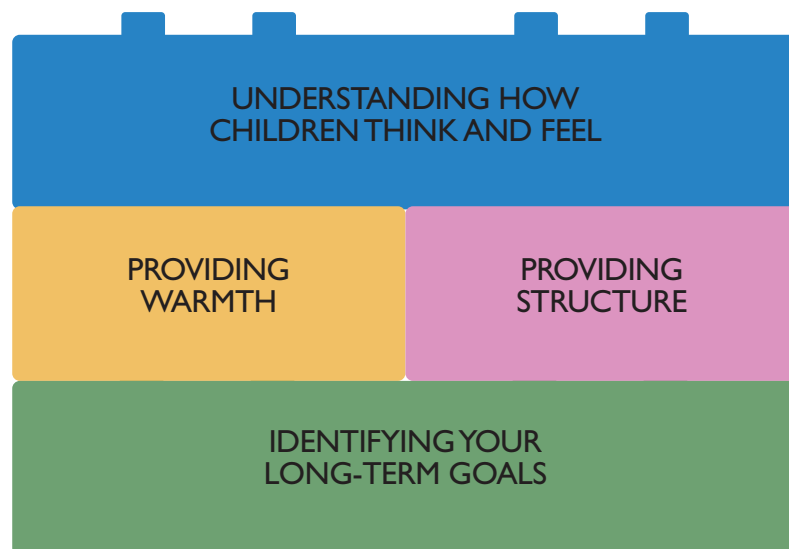 UNDERSTANDING HOW
CHILDREN THINK AND FEEL
PROVIDING
WARMTH
PROVIDING
STRUCTURE
IDENTIFYING YOUR
LONG-TERM GOALS